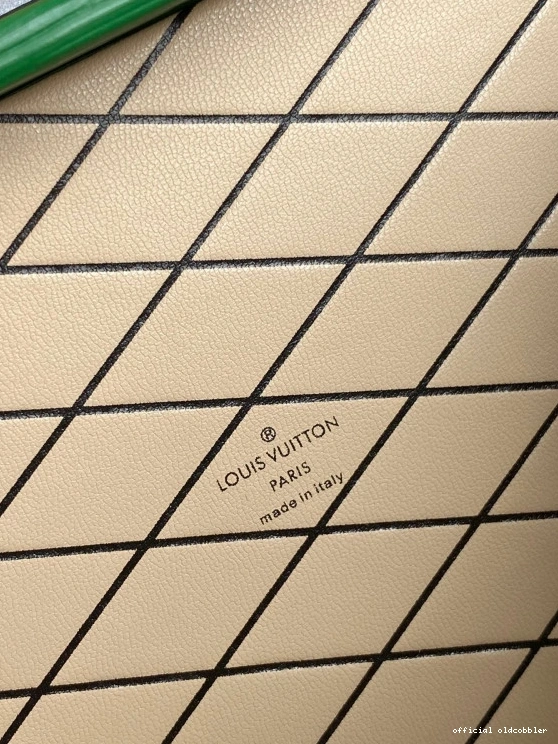 ®
LOUIS VUITTON
PARIS
made in italy
official oldcobbler